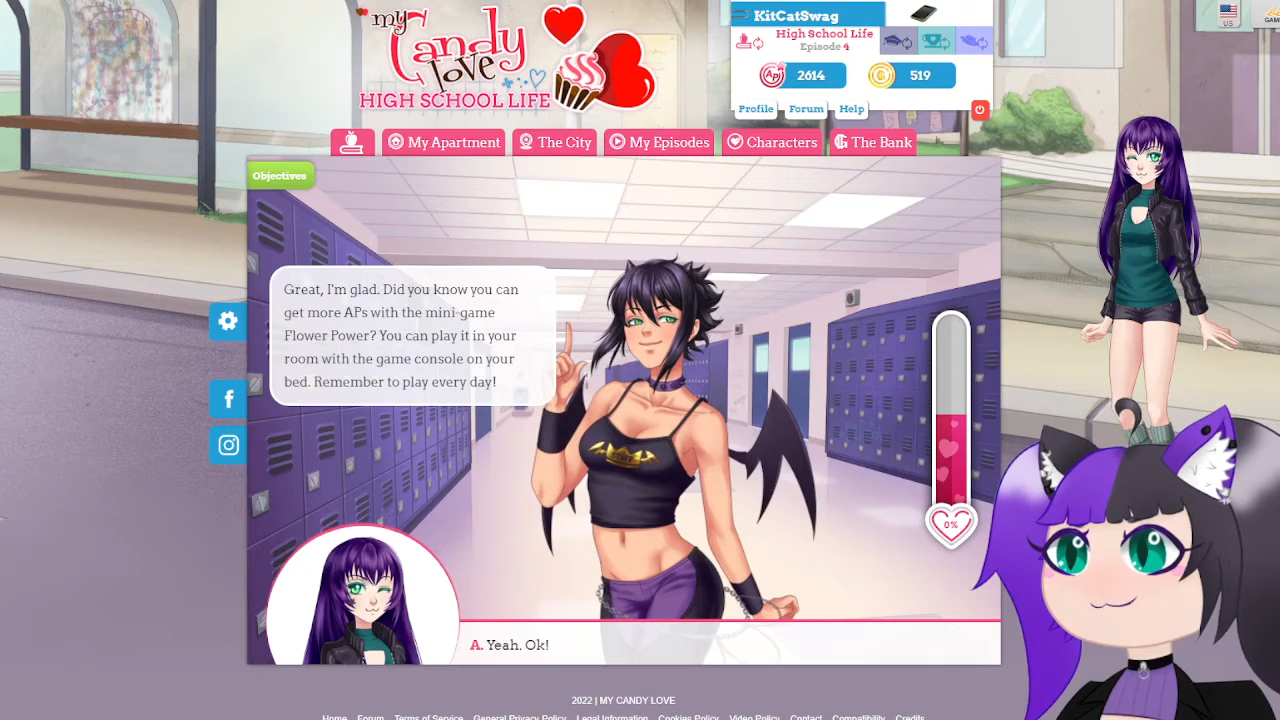 my Candy love
HIGH SCHOOL LIFE
KitCatSwag
High School Life
Episode 4
2614
519
Profile
Forum
Help
US
My Apartment
The City
My Episodes
Characters
The Bank
Objectives
Great, I'm glad. Did you know you can
get more APs with the mini-game
Flower Power? You can play it in your
room with the game console on your
bed. Remember to play every day!
0%
A. Yeah. Ok!
2022 | MY CANDY LOVE
Home Forum Terms of Service General Privacy Policy Legal Information Cookies Policy Video Policy Contact Compatibility Credits